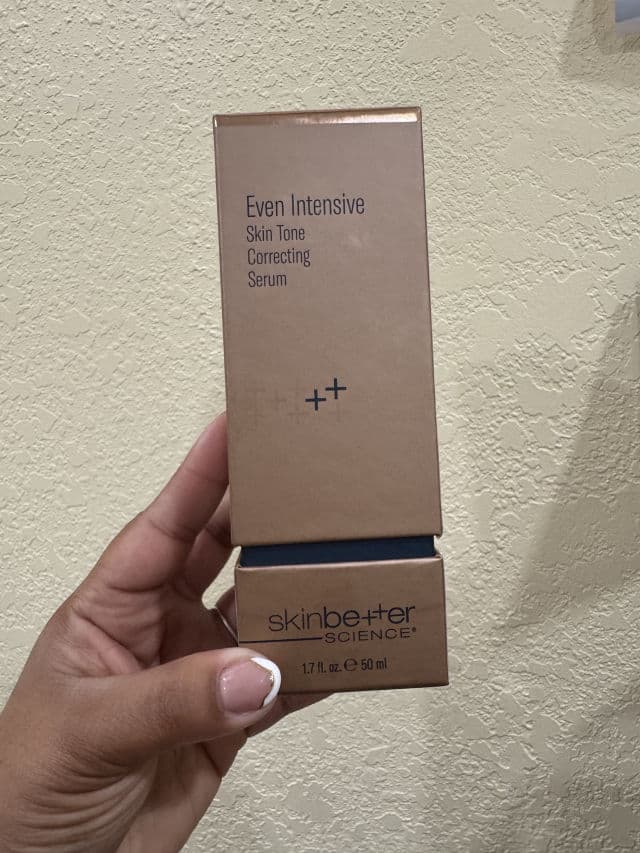 Even Intensive
Skin Tone
Correcting
Serum
skinbetter
SCIENCE®
1.7 fl. oz. ℮ 50 ml